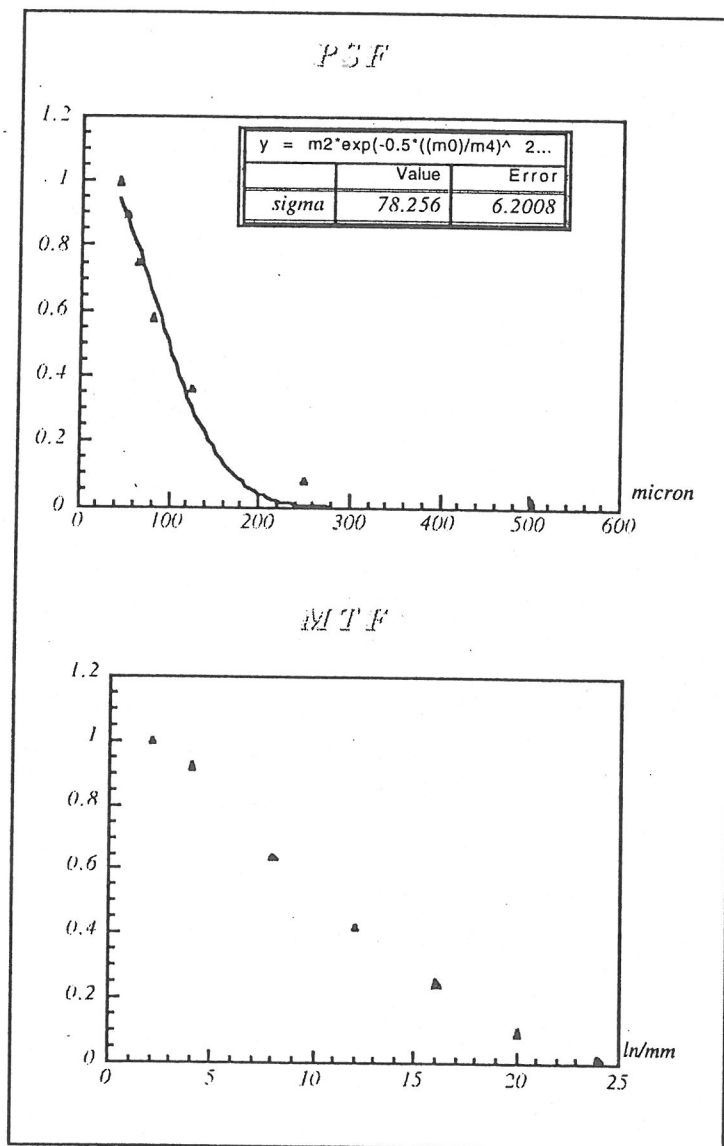 PSF
1.2
1
0.8
0.6
0.4
0.2
0
y = m2*exp(-0.5*((m0)/m4)^ 2...
Value Error
sigma 78.256 6.2008
0 100 200 300 400 500 600
micron
MTF
1.2
1
0.8
0.6
0.4
0.2
0
0 5 10 15 20 25
ln/mm